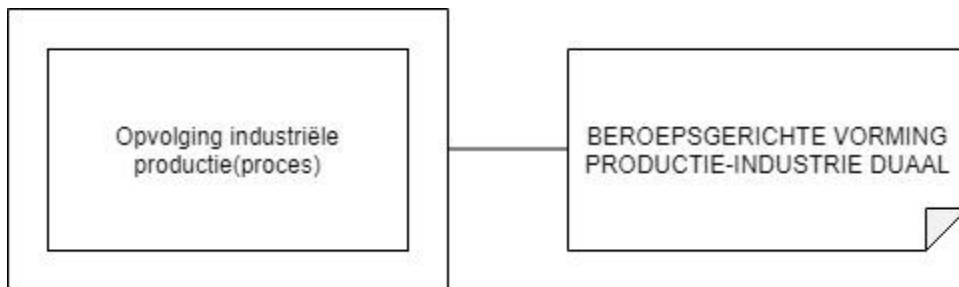 Opvolging industriële
productie(proces)
BEROEPSGERICHTE VORMING
PRODUCTIE-INDUSTRIE DUAAL